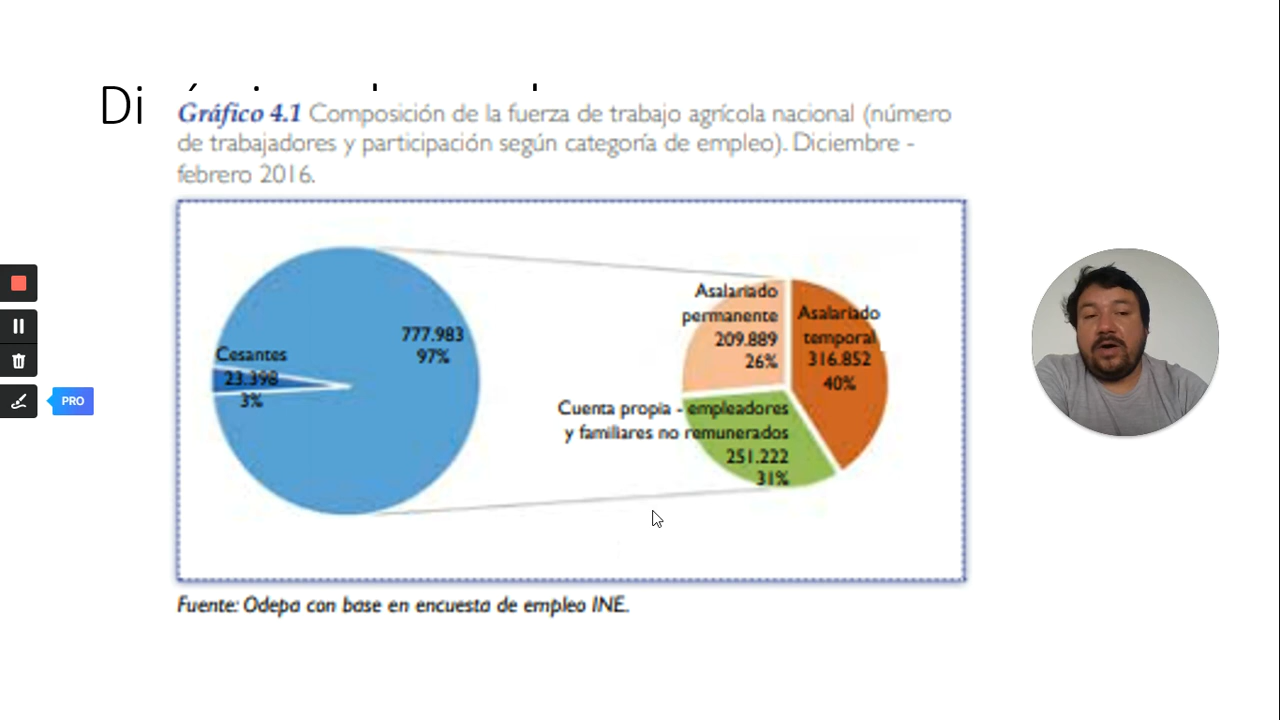 Di
Gráfico 4.1 Composición de la fuerza de trabajo agrícola nacional (número
de trabajadores y participación según categoría de empleo). Diciembre -
febrero 2016.
Cesantes
23.398
3%
777.983
97%
Asalariado
permanente
209.889
26%
Asalariado
temporal
316.852
40%
Cuenta propia - empleadores
y familiares no remunerados
251.222
31%
PRO
Fuente: Odepa con base en encuesta de empleo INE.